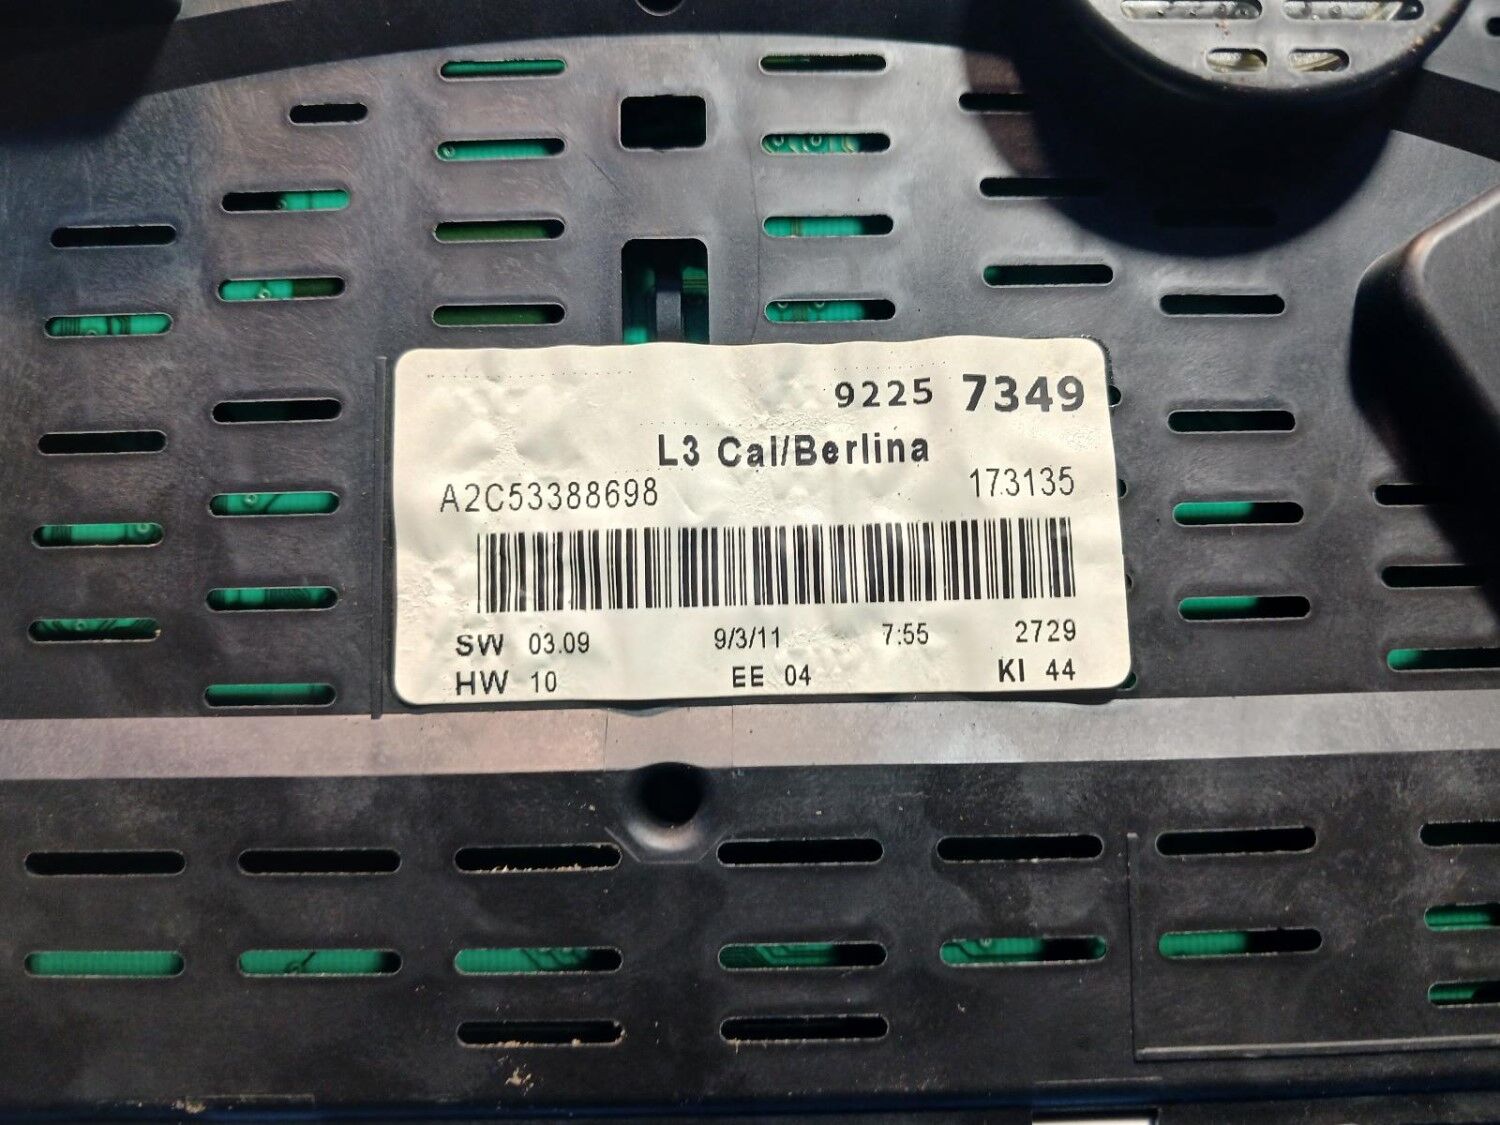 9225 7349
L3 Cal/Berlina
A2C53388698 173135
SW 03.09 9/3/11 7:55 2729
HW 10 EE 04 KI 44